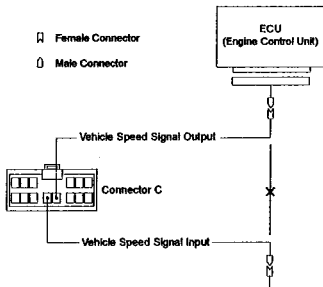 ECU
(Engine Control Unit)
Female Connector
Male Connector
Vehicle Speed Signal Output
Connector C
Vehicle Speed Signal Input